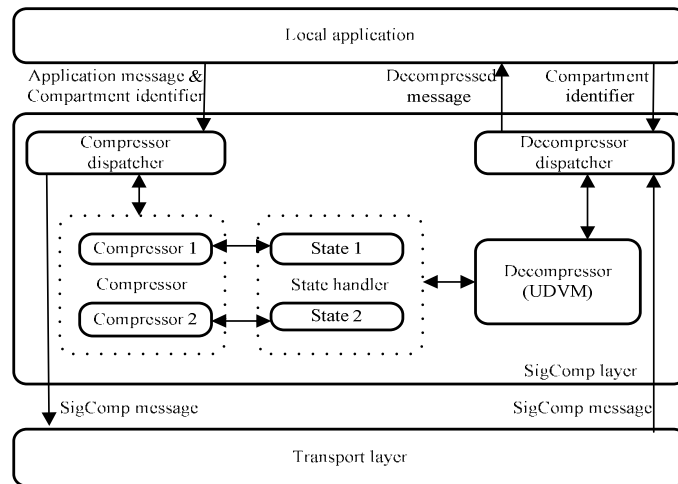 Local application
Application message &
Compartment identifier
Decompressed
message
Compartment
identifier
Compressor
dispatcher
Decompressor
dispatcher
Compressor 1
State 1
Compressor
State handler
Decompressor
(UDVM)
Compressor 2
State 2
SigComp layer
SigComp message
SigComp message
Transport layer